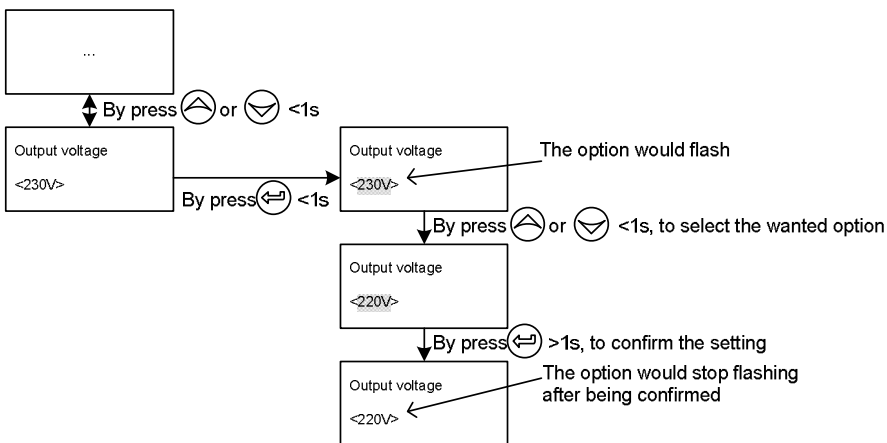 ...
By press or <1s
Output voltage
<230V>
By press <1s
Output voltage
<230V>
The option would flash
By press or <1s, to select the wanted option
Output voltage
<220V>
By press >1s, to confirm the setting
Output voltage
<220V>
The option would stop flashing
after being confirmed